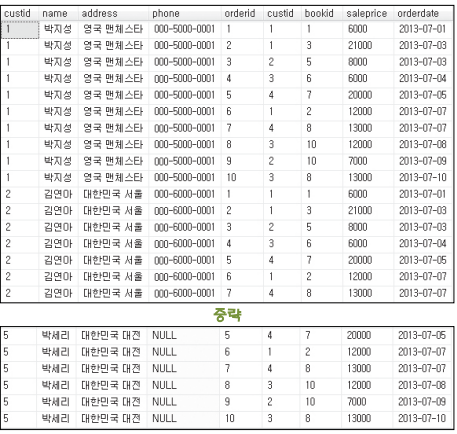 custid name address phone orderid custid bookid saleprice orderdate
1 박지성 영국 맨체스타 000-5000-0001 1 1 1 6000 2013-07-01
1 박지성 영국 맨체스타 000-5000-0001 2 1 3 21000 2013-07-03
1 박지성 영국 맨체스타 000-5000-0001 3 2 5 8000 2013-07-03
1 박지성 영국 맨체스타 000-5000-0001 4 3 6 6000 2013-07-04
1 박지성 영국 맨체스타 000-5000-0001 5 4 7 20000 2013-07-05
1 박지성 영국 맨체스타 000-5000-0001 6 1 2 12000 2013-07-07
1 박지성 영국 맨체스타 000-5000-0001 7 4 8 13000 2013-07-07
1 박지성 영국 맨체스타 000-5000-0001 8 3 10 12000 2013-07-08
1 박지성 영국 맨체스타 000-5000-0001 9 2 10 7000 2013-07-09
1 박지성 영국 맨체스타 000-5000-0001 10 3 8 13000 2013-07-10
2 김연아 대한민국 서울 000-6000-0001 1 1 1 6000 2013-07-01
2 김연아 대한민국 서울 000-6000-0001 2 1 3 21000 2013-07-03
2 김연아 대한민국 서울 000-6000-0001 3 2 5 8000 2013-07-03
2 김연아 대한민국 서울 000-6000-0001 4 3 6 6000 2013-07-04
2 김연아 대한민국 서울 000-6000-0001 5 4 7 20000 2013-07-05
2 김연아 대한민국 서울 000-6000-0001 6 1 2 12000 2013-07-07
2 김연아 대한민국 서울 000-6000-0001 7 4 8 13000 2013-07-07
중략
5 박세리 대한민국 대전 NULL 5 4 7 20000 2013-07-05
5 박세리 대한민국 대전 NULL 6 1 2 12000 2013-07-07
5 박세리 대한민국 대전 NULL 7 4 8 13000 2013-07-07
5 박세리 대한민국 대전 NULL 8 3 10 12000 2013-07-08
5 박세리 대한민국 대전 NULL 9 2 10 7000 2013-07-09
5 박세리 대한민국 대전 NULL 10 3 8 13000 2013-07-10